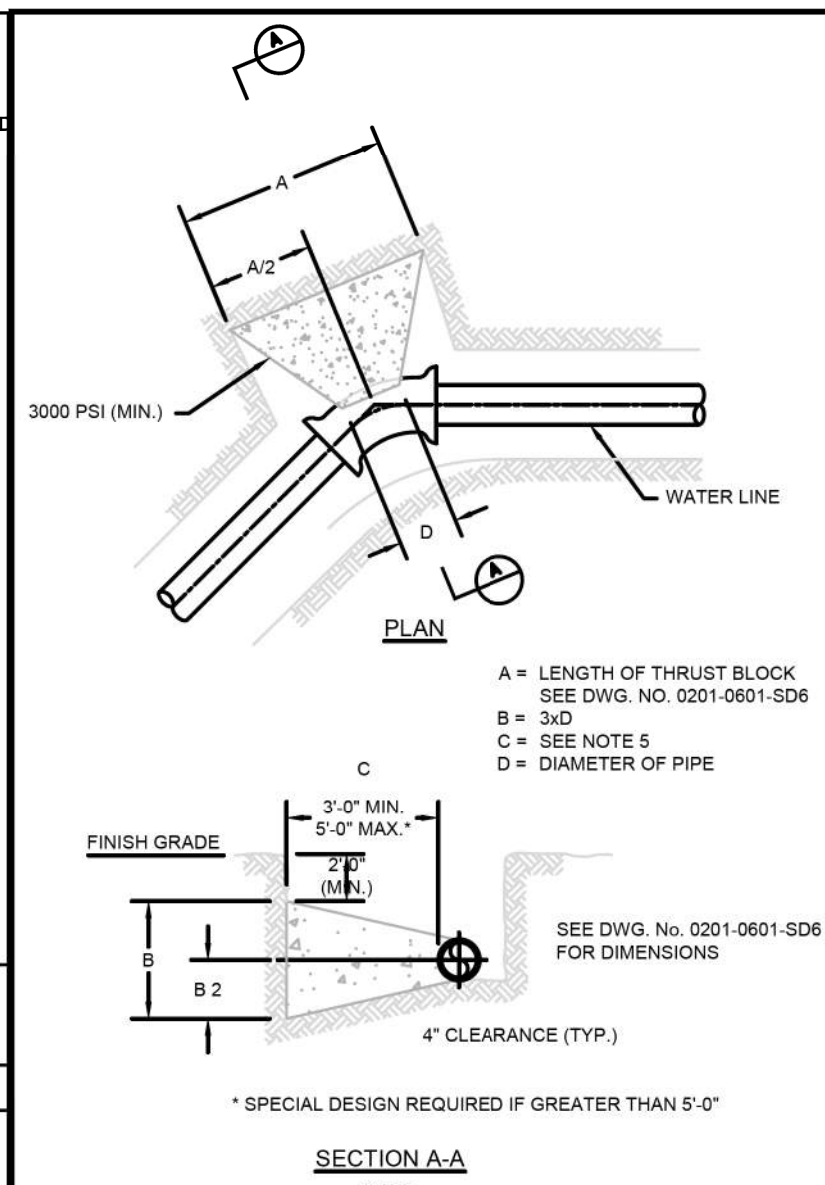 A
A
A/2
3000 PSI (MIN.)
WATER LINE
D
A
PLAN
A = LENGTH OF THRUST BLOCK
SEE DWG. NO. 0201-0601-SD6
B = 3xD
C = SEE NOTE 5
D = DIAMETER OF PIPE
C
3'-0" MIN.
5'-0" MAX.*
FINISH GRADE
2'-0"
(MIN.)
SEE DWG. No. 0201-0601-SD6
FOR DIMENSIONS
B
B 2
4" CLEARANCE (TYP.)
* SPECIAL DESIGN REQUIRED IF GREATER THAN 5'-0"
SECTION A-A